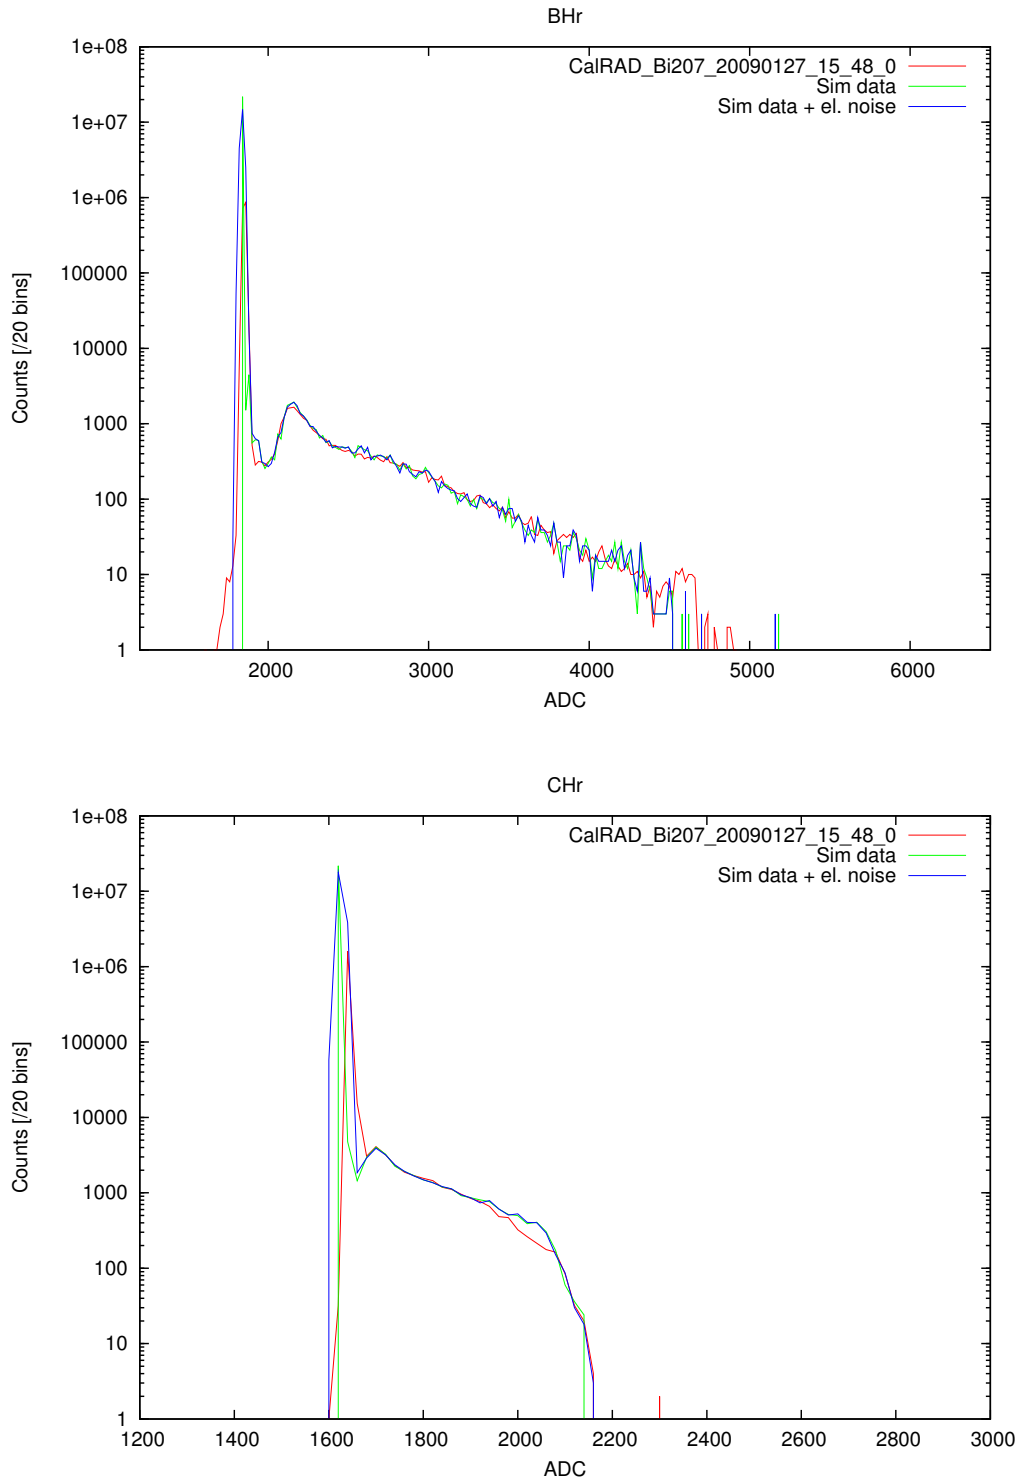 BHr
1e+08
1e+07
1e+06
100000
10000
1000
100
10
1
Counts [/20 bins]
CalRAD_Bi207_20090127_15_48_0
Sim data
Sim data + el. noise
2000 3000 4000 5000 6000
ADC
CHr
1e+08
1e+07
1e+06
100000
10000
1000
100
10
1
Counts [/20 bins]
CalRAD_Bi207_20090127_15_48_0
Sim data
Sim data + el. noise
1200 1400 1600 1800 2000 2200 2400 2600 2800 3000
ADC